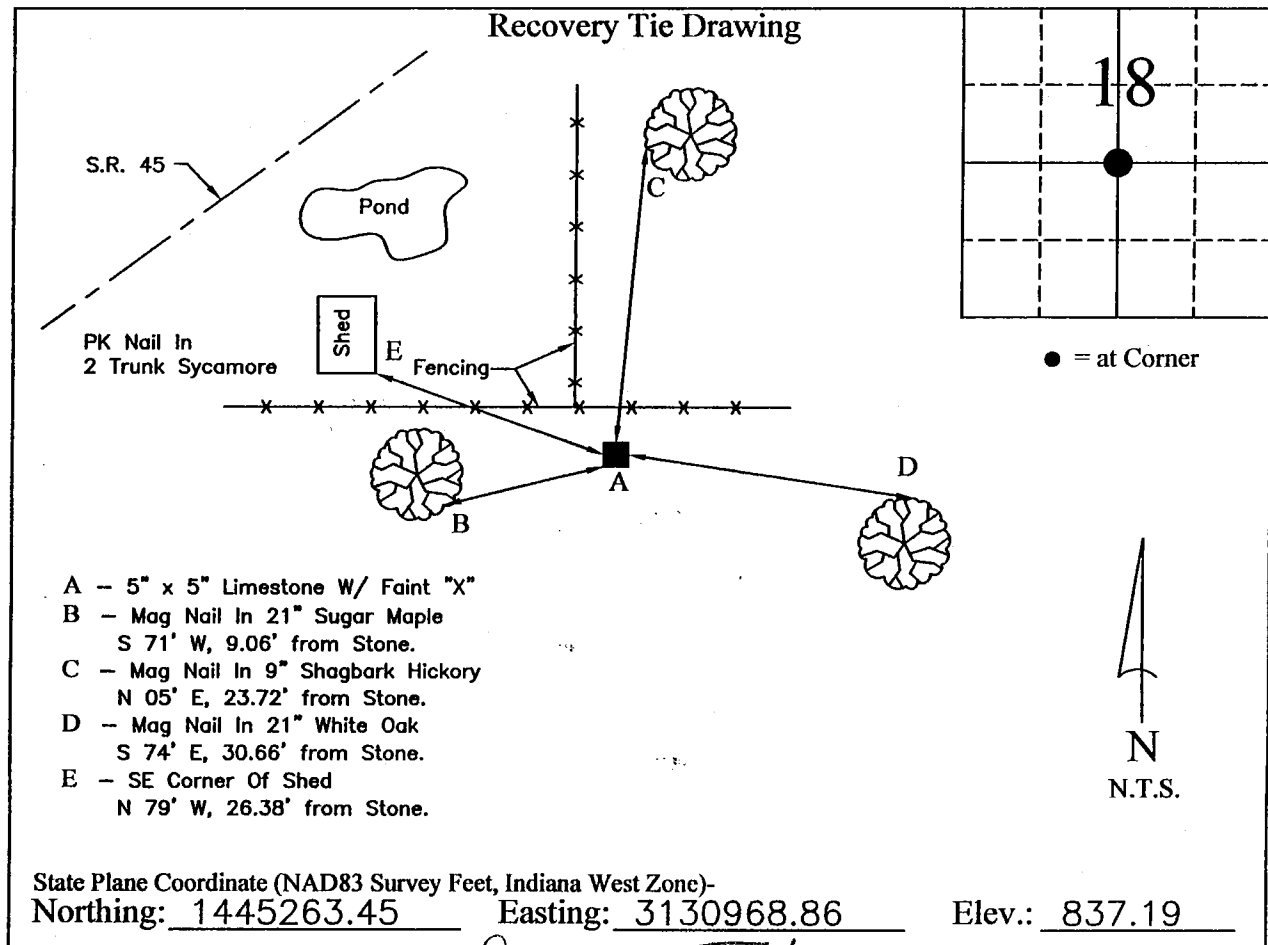 Recovery Tie Drawing
18
S.R. 45
Pond
C
PK Nail In
2 Trunk Sycamore
Shed
E
Fencing
● = at Corner
A
B
D
A – 5" x 5" Limestone W/ Faint "X"
B – Mag Nail In 21" Sugar Maple
S 71' W, 9.06' from Stone.
C – Mag Nail In 9" Shagbark Hickory
N 05' E, 23.72' from Stone.
D – Mag Nail In 21" White Oak
S 74' E, 30.66' from Stone.
E – SE Corner Of Shed
N 79' W, 26.38' from Stone.
N
N.T.S.
State Plane Coordinate (NAD83 Survey Feet, Indiana West Zone)-
Northing: 1445263.45 Easting: 3130968.86 Elev.: 837.19